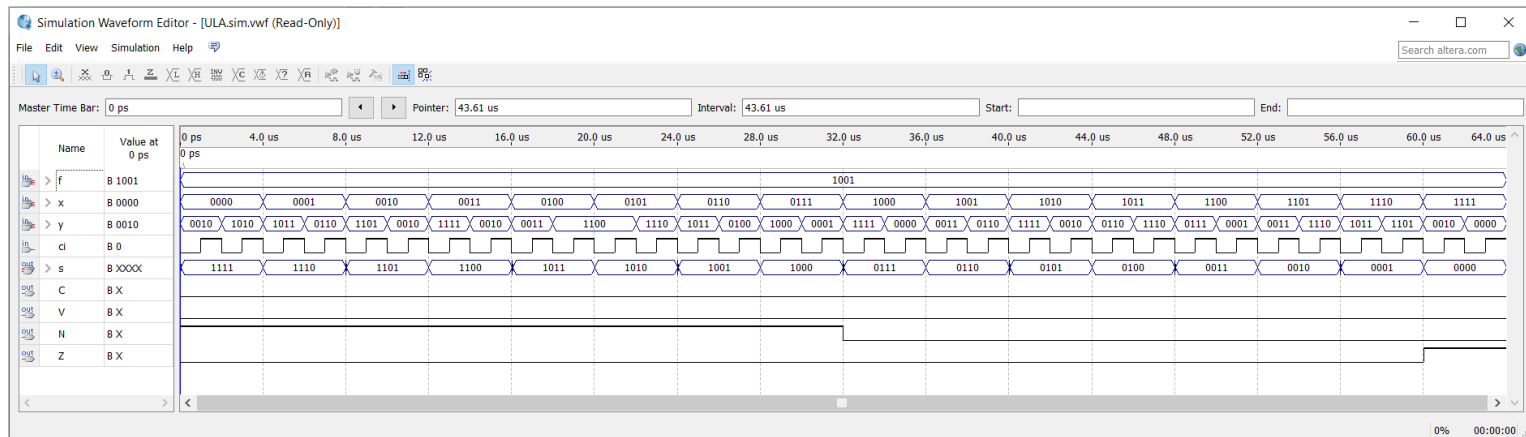 Simulation Waveform Editor - [ULA.sim.vwf (Read-Only)]
File Edit View Simulation Help
Search altera.com
Master Time Bar: 0 ps Pointer: 43.61 us Interval: 43.61 us Start: End:
Name Value at 0 ps
0 ps 4.0 us 8.0 us 12.0 us 16.0 us 20.0 us 24.0 us 28.0 us 32.0 us 36.0 us 40.0 us 44.0 us 48.0 us 52.0 us 56.0 us 60.0 us 64.0 us
0 ps
f B 1001 1001
x B 0000 0000 0001 0010 0011 0100 0101 0110 0111 1000 1001 1010 1011 1100 1101 1110 1111
y B 0010 0010 1010 1011 0110 1101 0010 1111 0010 0011 1100 1110 1011 0100 1000 0001 1111 0000 0011 0110 1111 0010 0110 1110 0111 0001 0011 1110 1011 1101 0010 0000
ci B 0
s B XXXX 1111 1110 1101 1100 1011 1010 1001 1000 0111 0110 0101 0100 0011 0010 0001 0000
C B X
V B X
N B X
Z B X
0% 00:00:00